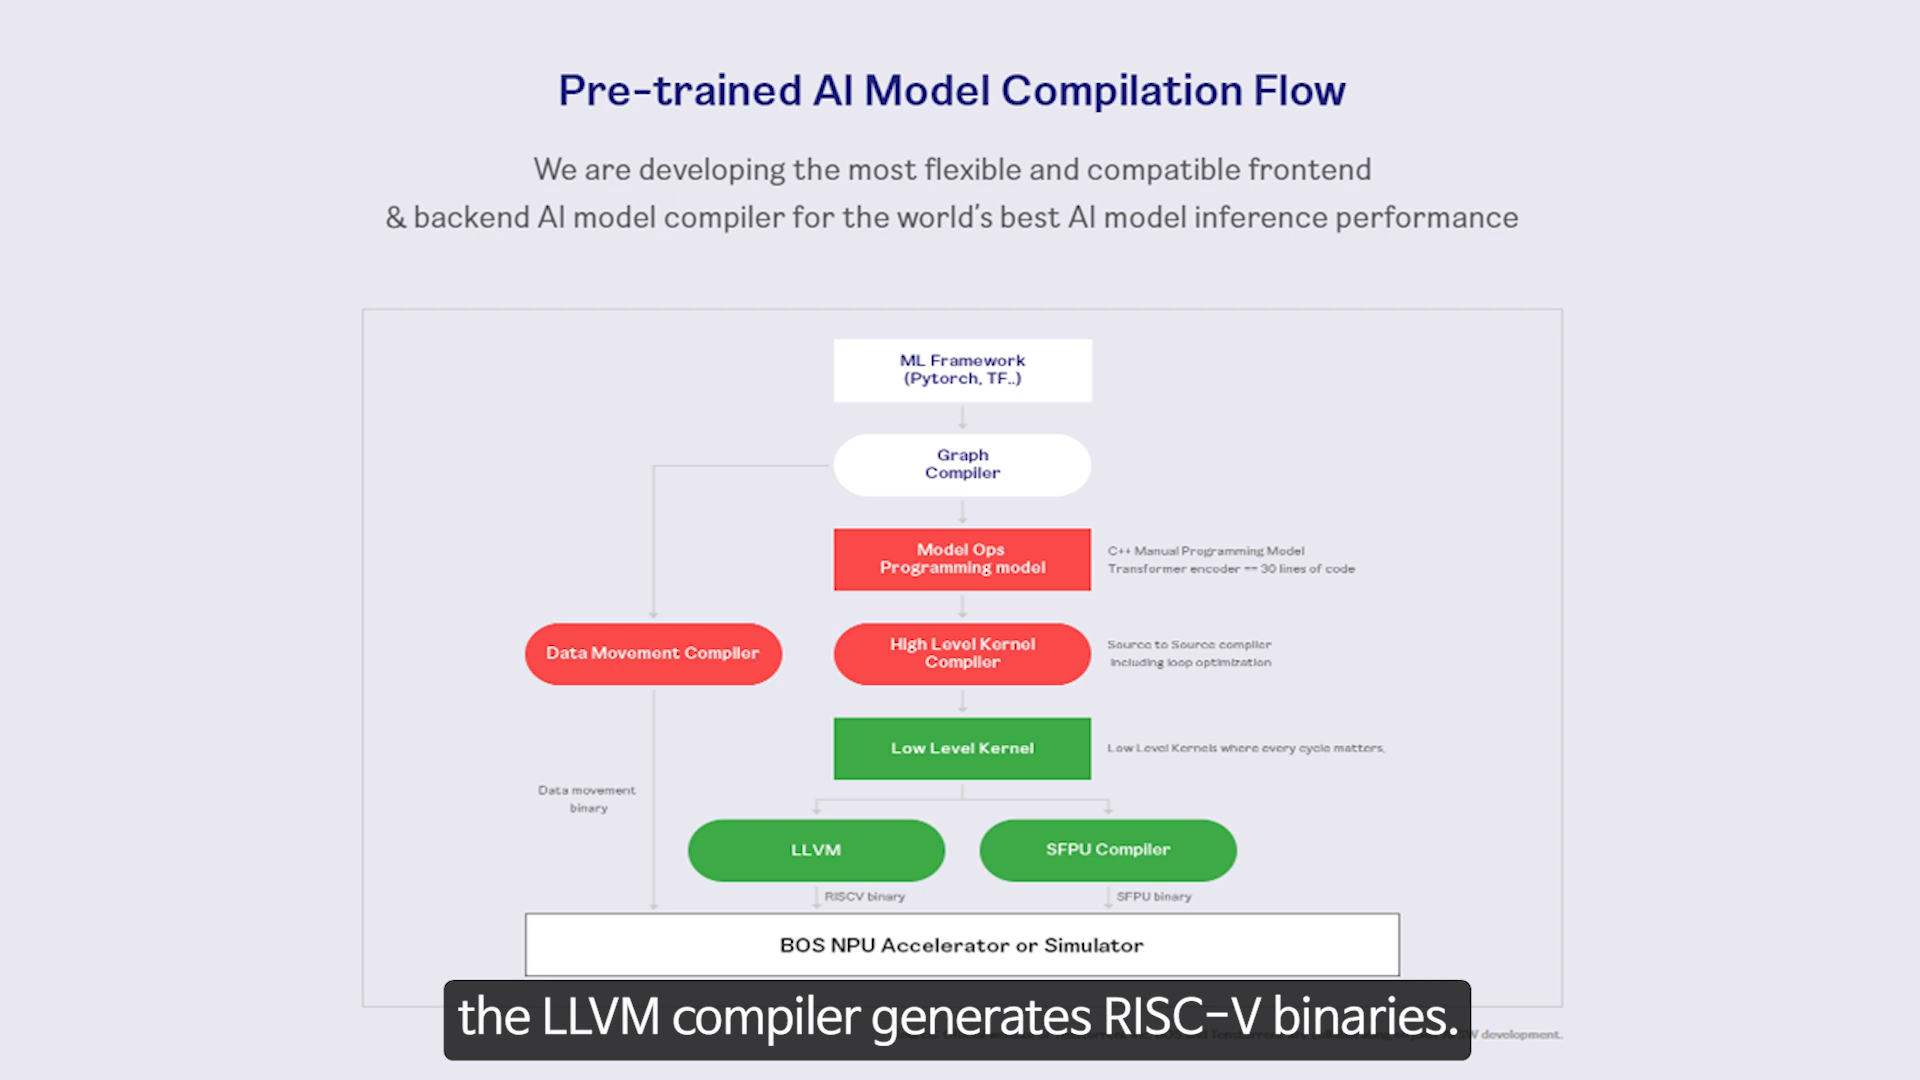 Pre-trained AI Model Compilation Flow
We are developing the most flexible and compatible frontend
& backend AI model compiler for the world's best AI model inference performance
ML Framework
(Pytorch, TF..)
Graph
Compiler
Model Ops
Programming model
C++ Manual Programming Model
Transformer encoder == 30 lines of code
Data Movement Compiler
High Level Kernel
Compiler
Source to Source compiler
including loop optimization
Low Level Kernel
Low Level Kernels where every cycle matters.
Data movement
binary
LLVM
SFPU Compiler
RISCV binary
SFPU binary
BOS NPU Accelerator or Simulator
the LLVM compiler generates RISC-V binaries.
development.